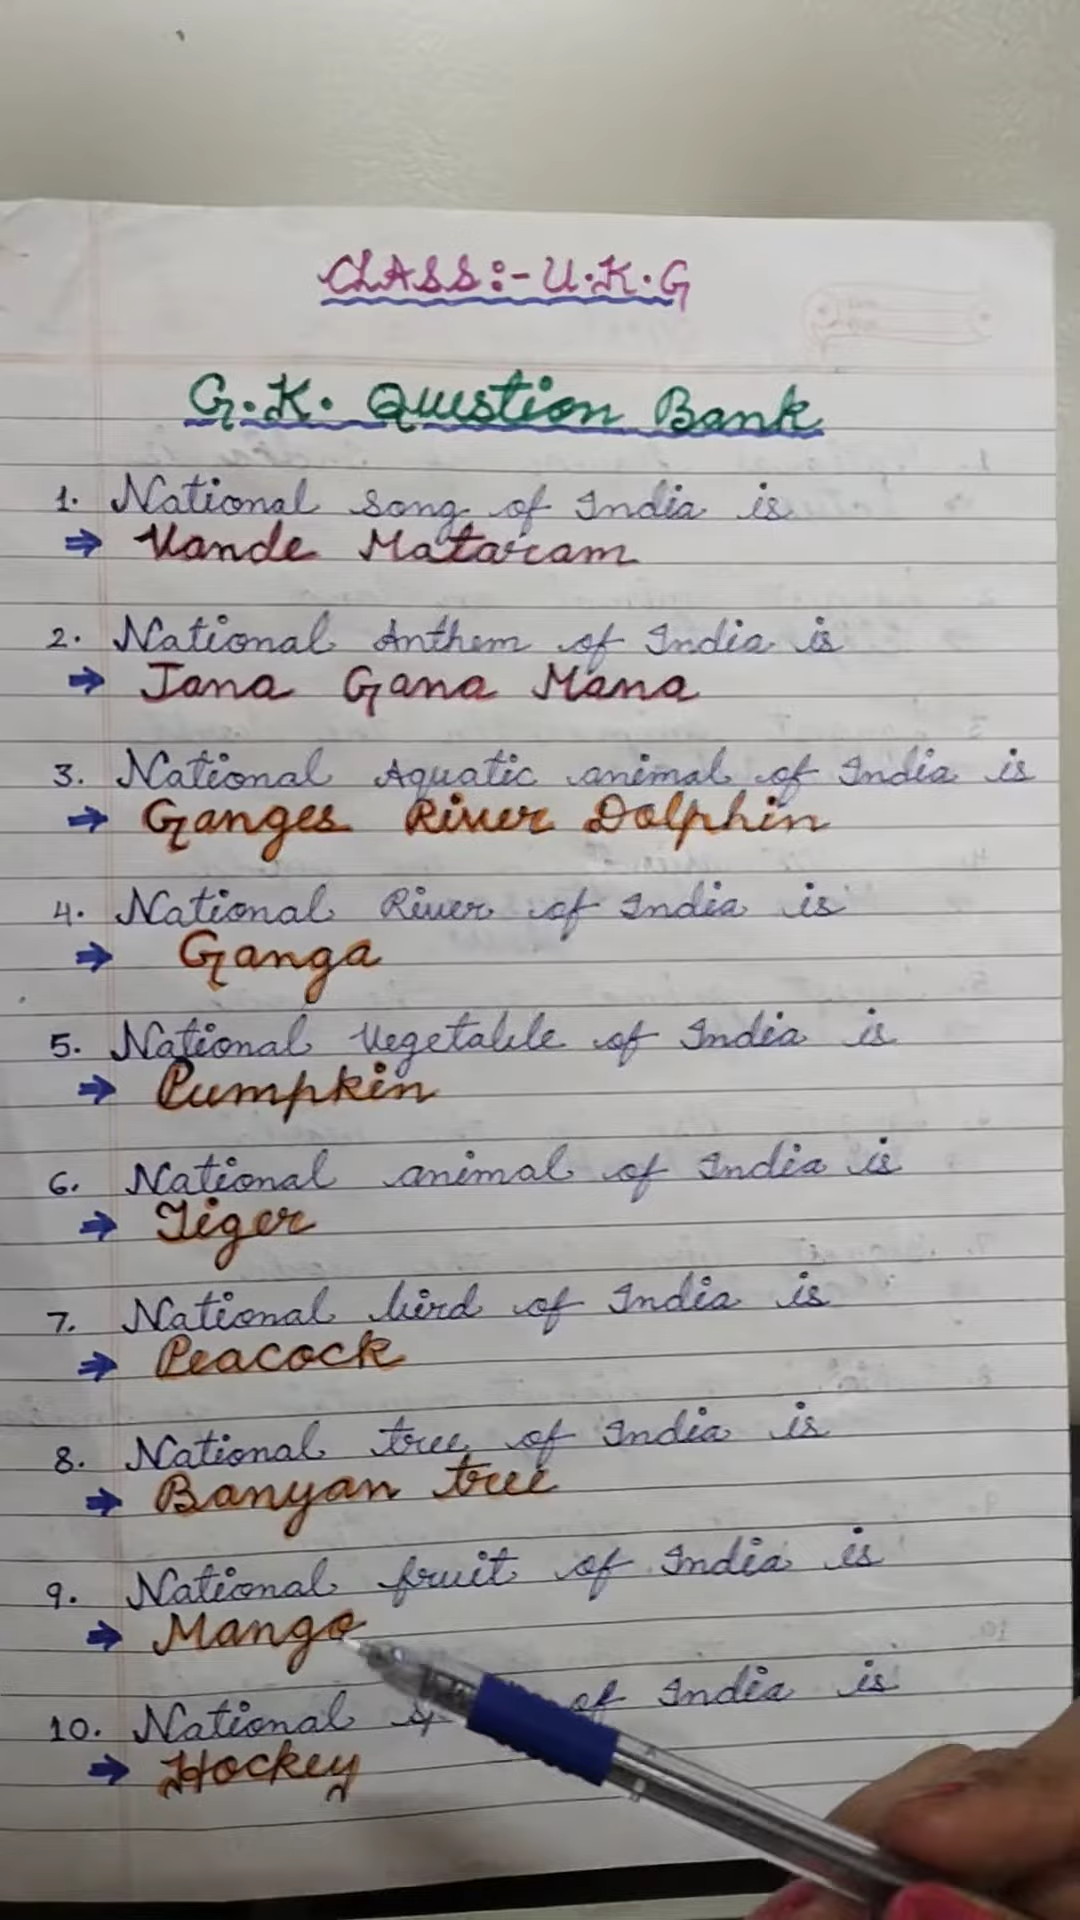 CLASS:- U.K.G
G.K. Question Bank
1. National song of India is
⇒ Vande Mataram
2. National Anthem of India is
⇒ Jana Gana Mana
3. National Aquatic animal of India is
⇒ Ganges River Dolphin
4. National River of India is
⇒ Ganga
5. National Vegetable of India is
⇒ Pumpkin
6. National animal of India is
⇒ Tiger
7. National bird of India is
⇒ Peacock
8. National tree of India is
⇒ Banyan tree
9. National fruit of India is
⇒ Mango
10. National of India is
⇒ Hockey